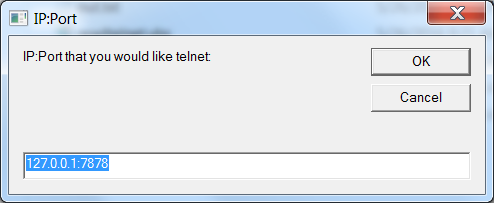 IP:Port
IP:Port that you would like telnet:
OK
Cancel
127.0.0.1:7878